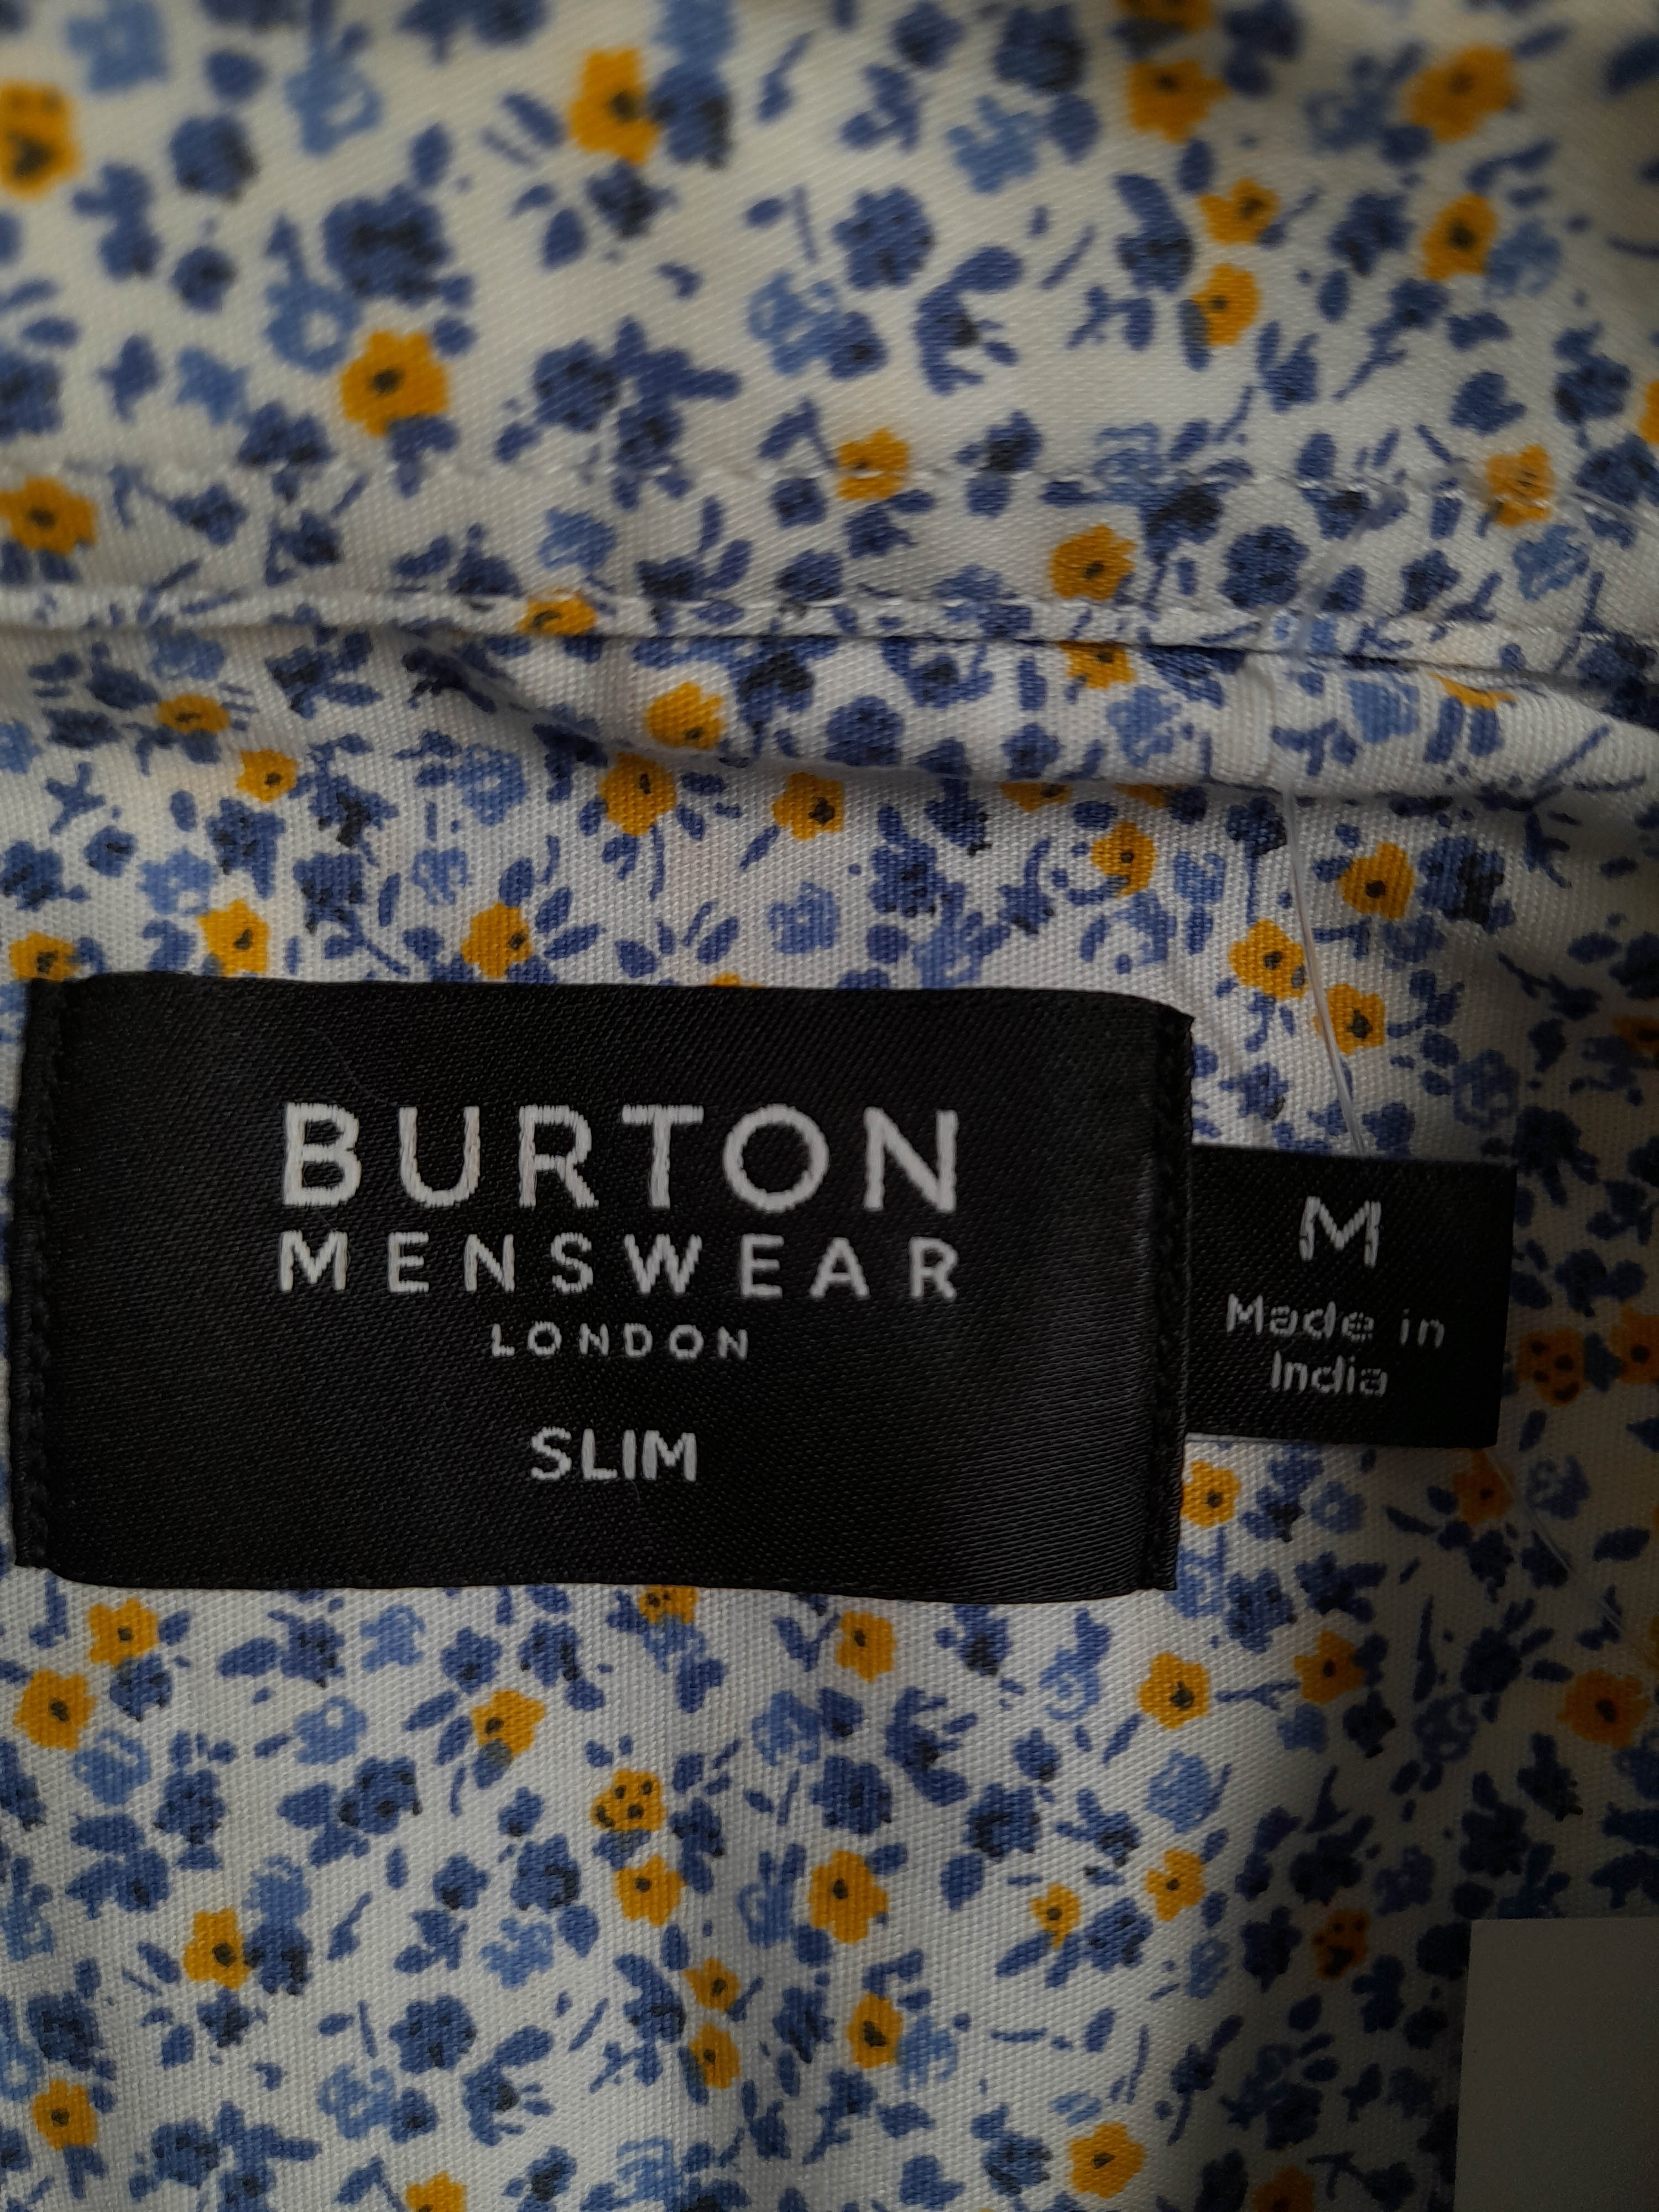 BURTON
MENSWEAR
LONDON
SLIM
M
Made in
India